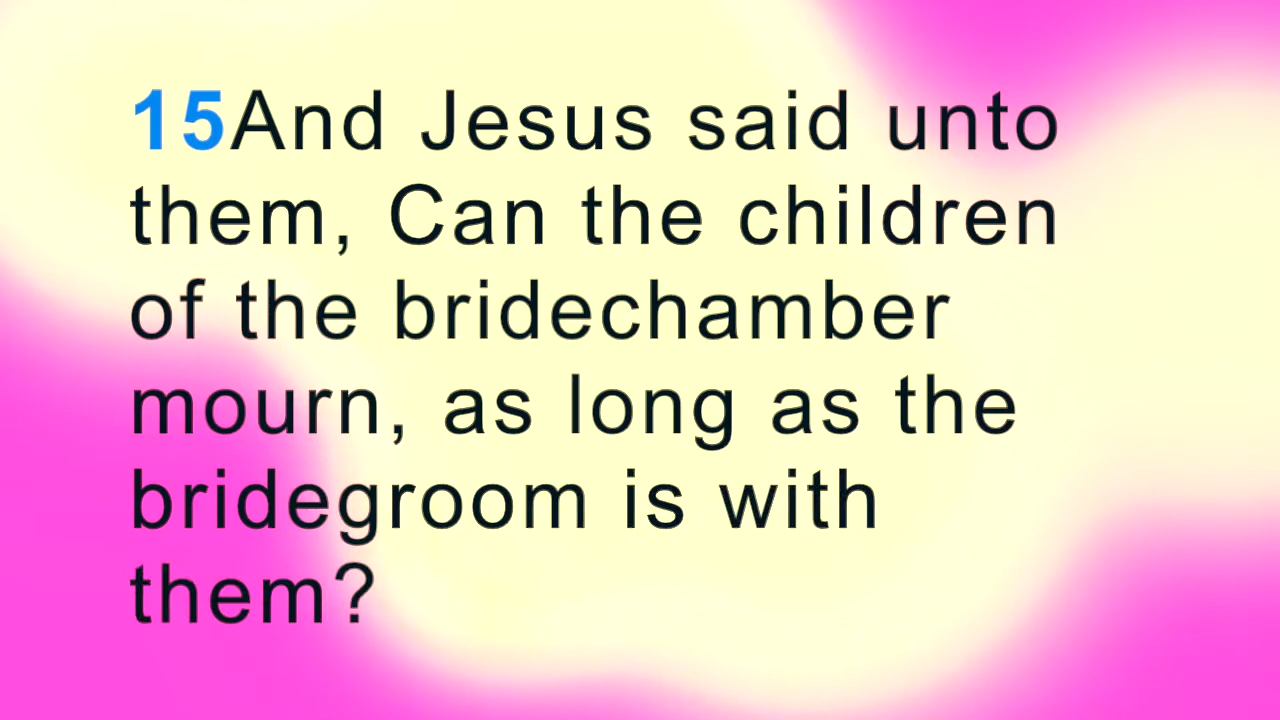 15And Jesus said unto
them, Can the children
of the bridechamber
mourn, as long as the
bridegroom is with
them?